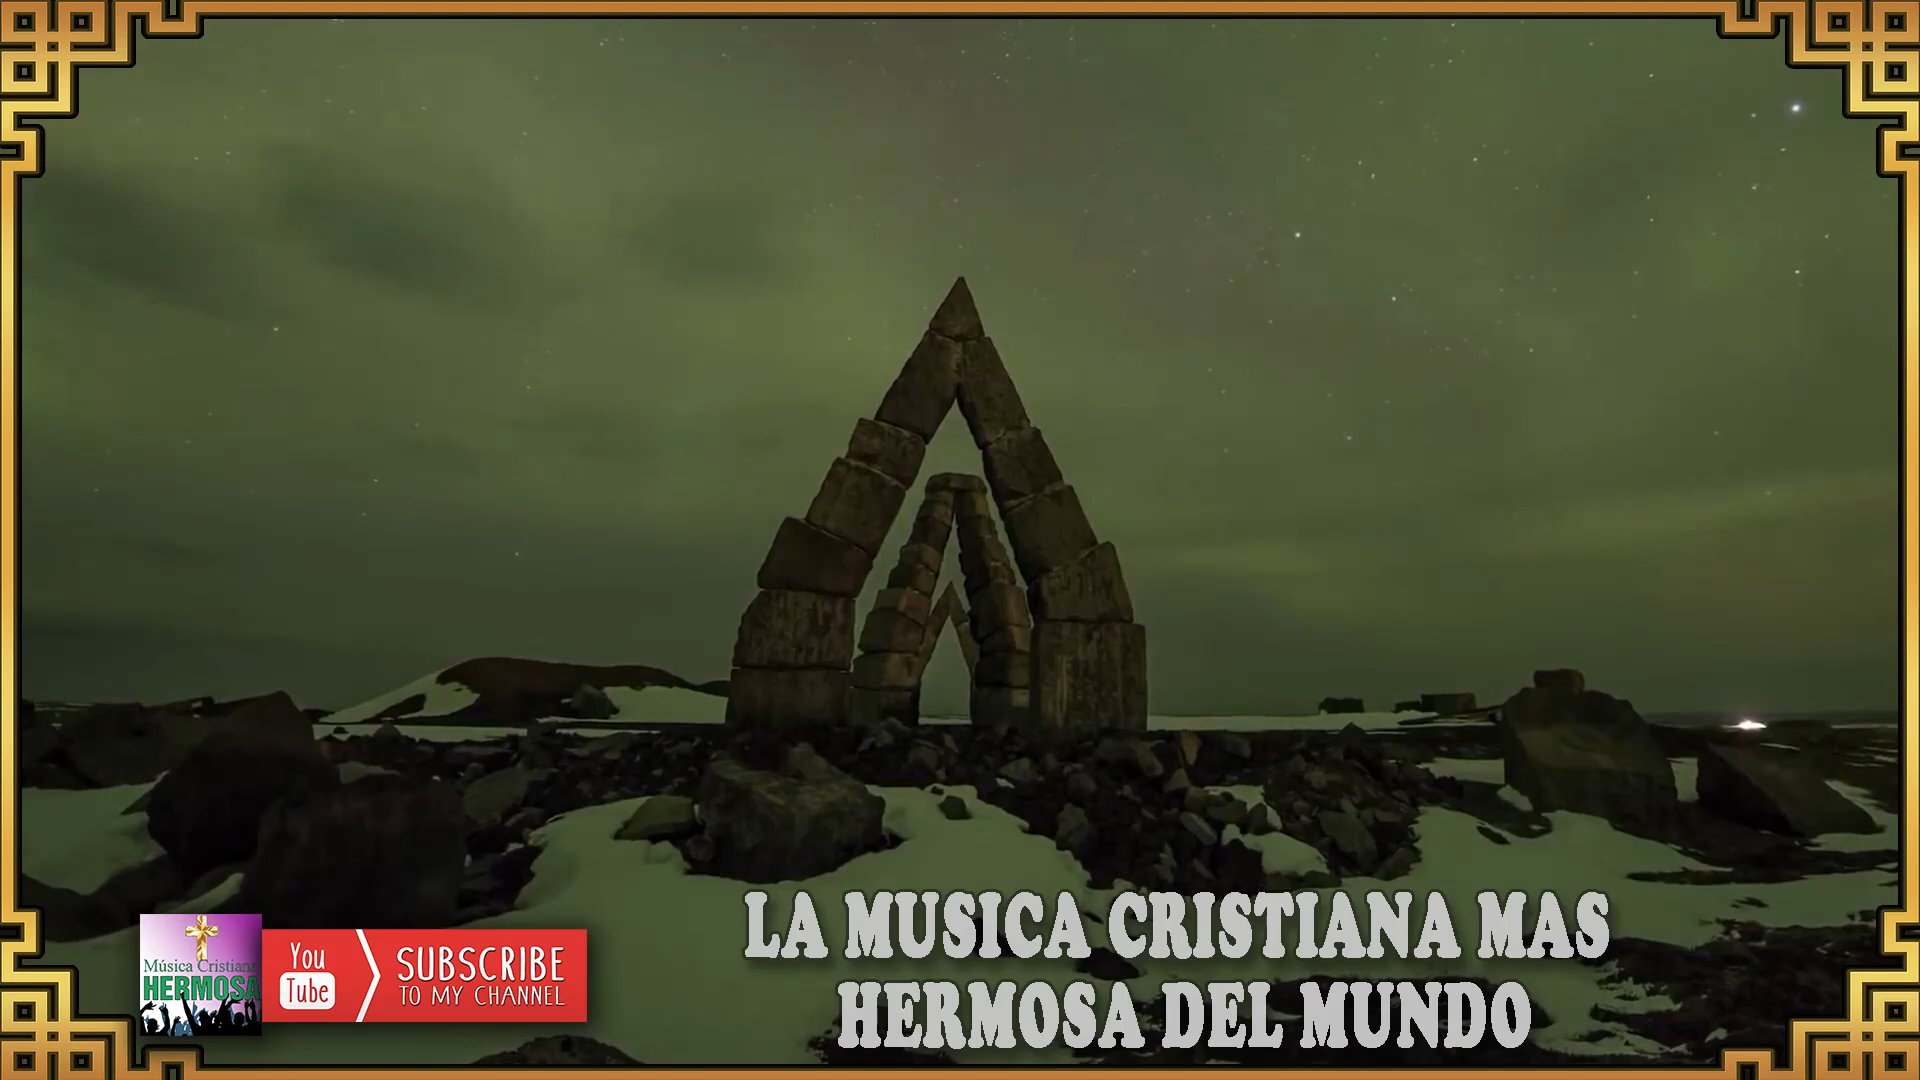 LA MUSICA CRISTIANA MAS
HERMOSA DEL MUNDO
Música Cristiana
HERMOSA
You
Tube
SUBSCRIBE
TO MY CHANNEL